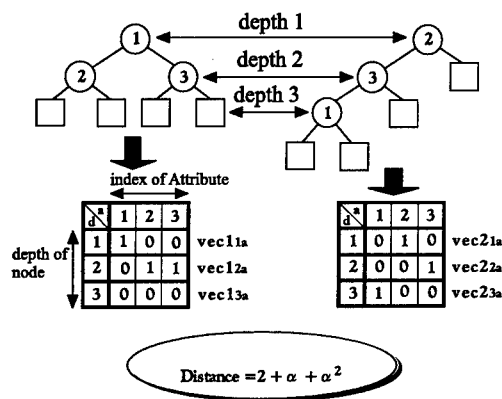 depth 1
1
2
depth 2
2
3
3
depth 3
1
index of Attribute
depth of
node
d a 1 2 3
1 1 0 0 vec11a
2 0 1 1 vec12a
3 0 0 0 vec13a
d a 1 2 3
1 0 1 0 vec21a
2 0 0 1 vec22a
3 1 0 0 vec23a
Distance = 2 + α + α²